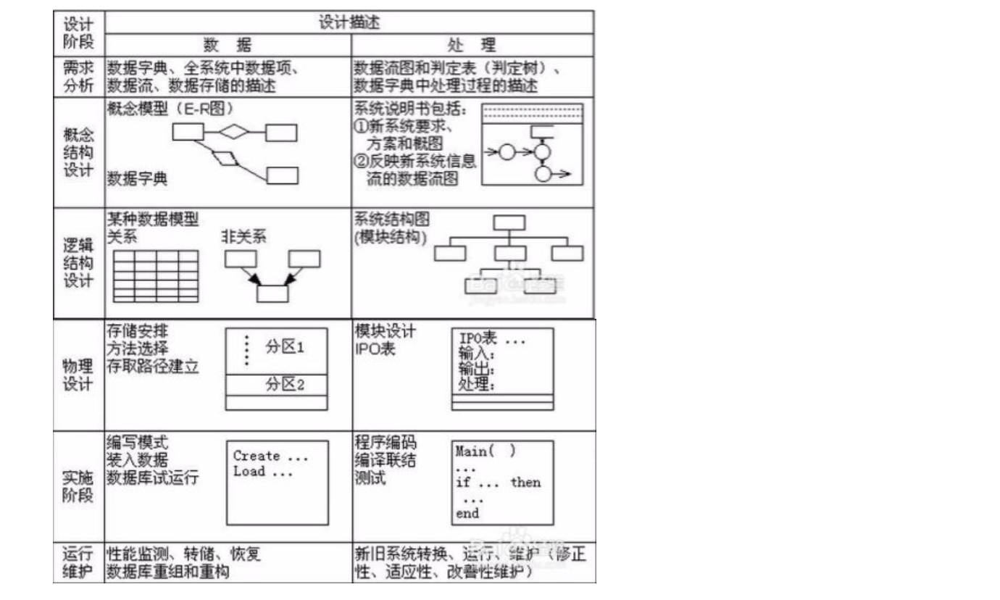 设计阶段
设计描述
数 据
处 理
需求分析
数据字典、全系统中数据项、
数据流、数据存储的描述
数据流图和判定表（判定树）、
数据字典中处理过程的描述
概念结构设计
概念模型（E-R图）
数据字典
系统说明书包括：
①新系统要求、
方案和概图
②反映新系统信息
流的数据流图
逻辑结构设计
某种数据模型
关系
非关系
系统结构图
(模块结构)
物理设计
存储安排
方法选择
存取路径建立
分区1
分区2
模块设计
IPO表
IPO表 ...
输入：
输出：
处理：
实施阶段
编写模式
装入数据
数据库试运行
Create ...
Load ...
程序编码
编译联结
测试
Main( )
...
if ... then
...
end
运行维护
性能监测、转储、恢复
数据库重组和重构
新旧系统转换、运行、维护（修正
性、适应性、改善性维护）